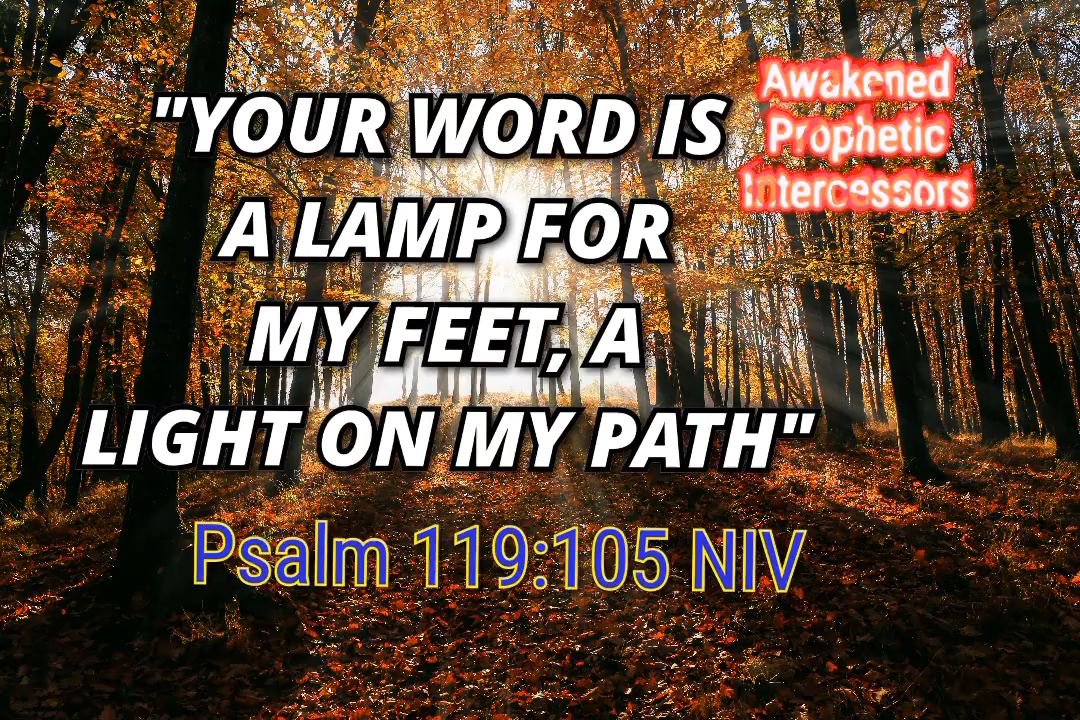 "YOUR WORD IS
A LAMP FOR
MY FEET, A
LIGHT ON MY PATH"
Psalm 119:105 NIV
Awakened
Prophetic
Intercessors